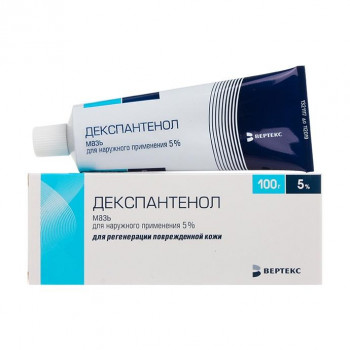 ДЕКСПАНТЕНОЛ
мазь
для наружного применения 5%
ВЕРТЕКС
100г
5%
ДЕКСПАНТЕНОЛ
мазь
для наружного применения 5%
для регенерации поврежденной кожи
ВЕРТЕКС